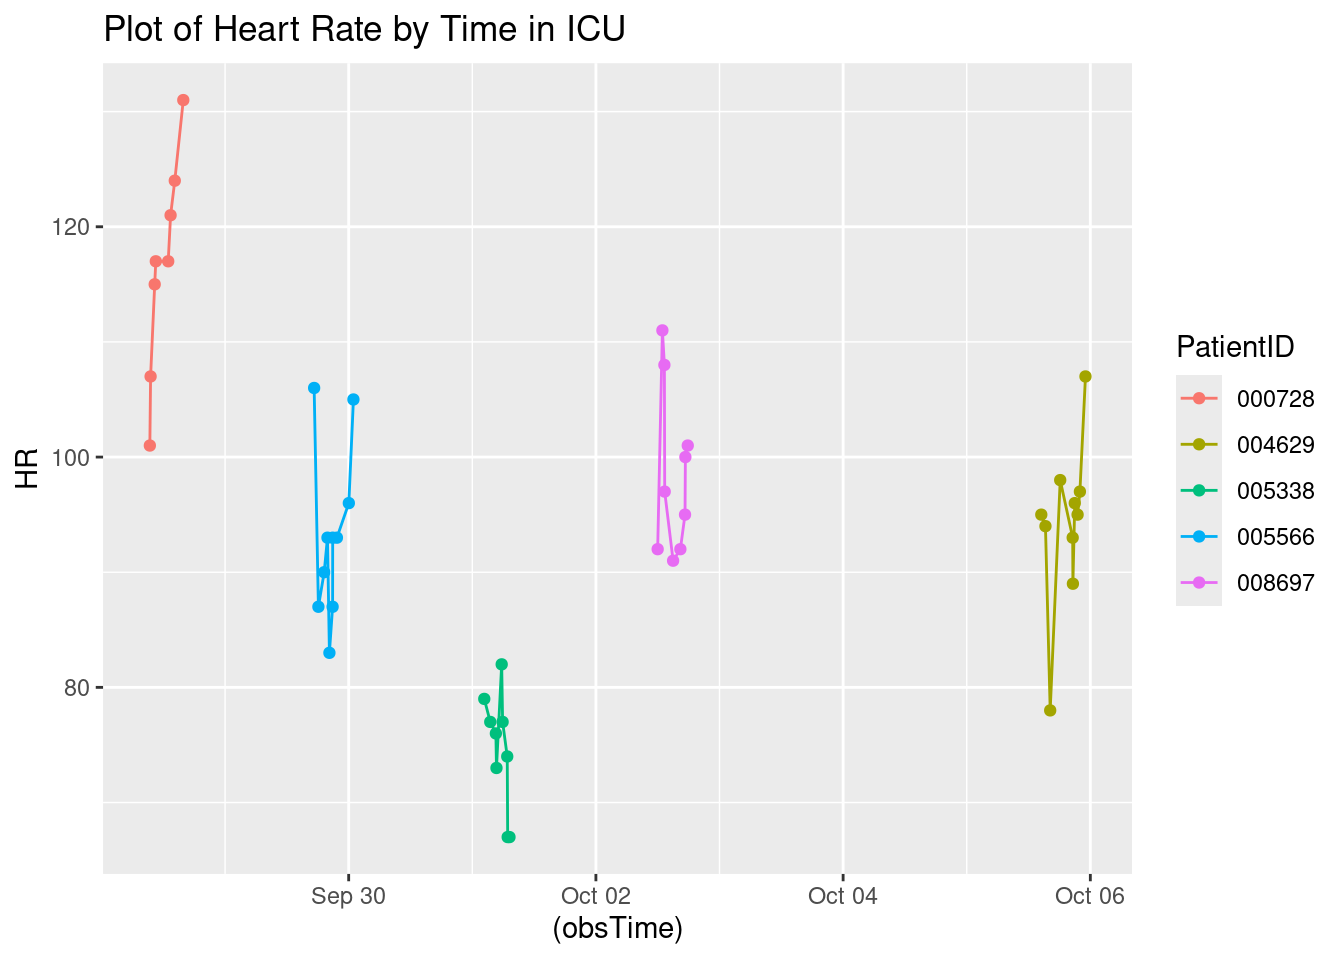 Plot of Heart Rate by Time in ICU
HR
120
100
80
Sep 30
Oct 02
Oct 04
Oct 06
(obsTime)
PatientID
000728
004629
005338
005566
008697